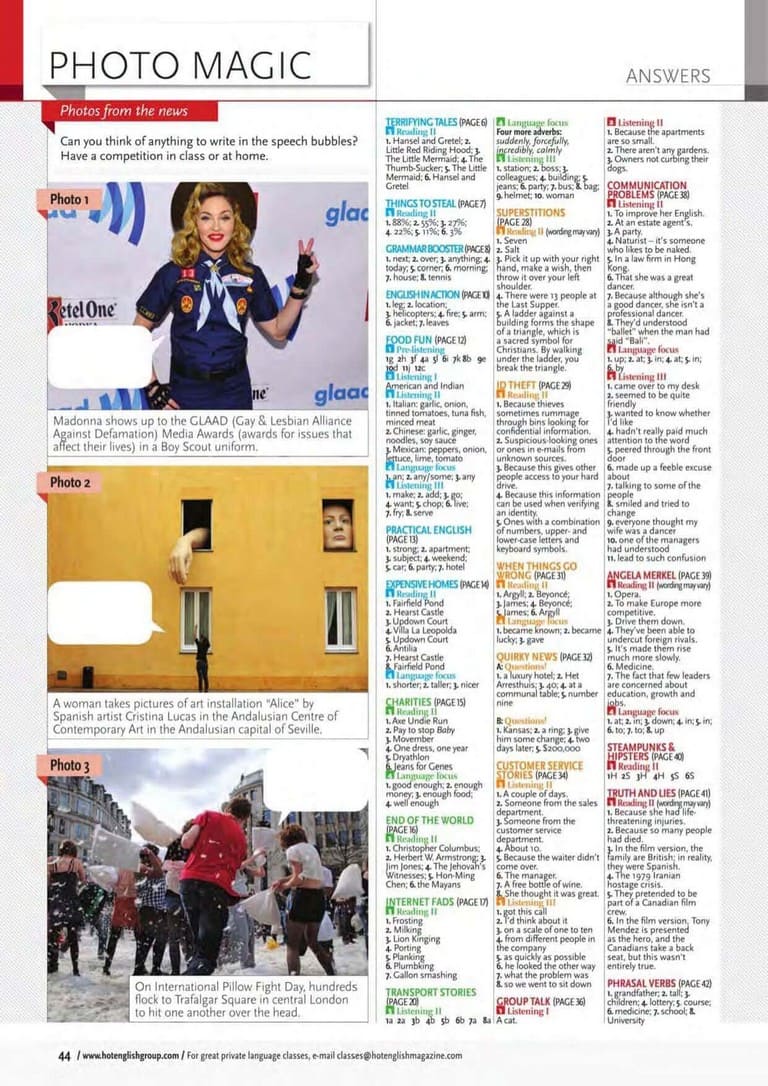 PHOTO MAGIC
ANSWERS
Photos from the news
Can you think of anything to write in the speech bubbles?
Have a competition in class or at home.
Photo 1
glaad
Ketel One
VODKA
ne
glaad
Madonna shows up to the GLAAD (Gay & Lesbian Alliance
Against Defamation) Media Awards (awards for issues that
affect their lives) in a Boy Scout uniform.
Photo 2
A woman takes pictures of art installation “Alice” by
Spanish artist Cristina Lucas in the Andalusian Centre of
Contemporary Art in the Andalusian capital of Seville.
Photo 3
On International Pillow Fight Day, hundreds
flock to Trafalgar Square in central London
to hit one another over the head.
TERRIFYING TALES (PAGE 6)
1 Reading II
1. Hansel and Gretel; 2.
Little Red Riding Hood; 3.
The Little Mermaid; 4. The
Thumb-Sucker; 5. The Little
Mermaid; 6. Hansel and
Gretel
THINGS TO STEAL (PAGE 7)
1 Reading II
1. 88%; 2. 55%; 3. 27%;
4. 22%; 5. 11%; 6. 3%
GRAMMAR BOOSTER (PAGE 8)
1. next; 2. over; 3. anything; 4.
today; 5. corner; 6. morning;
7. house; 8. tennis
ENGLISH IN ACTION (PAGE 10)
1. leg; 2. location;
3. helicopters; 4. fire; 5. arm;
6. jacket; 7. leaves
FOOD FUN (PAGE 12)
1 Pre-listening
1g 2h 3f 4a 5l 6i 7k 8b 9e
10d 11j 12c
2 Listening I
American and Indian
3 Listening II
1. Italian: garlic, onion,
tinned tomatoes, tuna fish,
minced meat
2. Chinese: garlic, ginger,
noodles, soy sauce
3. Mexican: peppers, onion,
lettuce, lime, tomato
4 Language focus
1. an; 2. any/some; 3. any
5 Listening III
1. make; 2. add; 3. go;
4. want; 5. chop; 6. live;
7. fry; 8. serve
PRACTICAL ENGLISH
(PAGE 13)
1. strong; 2. apartment;
3. subject; 4. weekend;
5. car; 6. party; 7. hotel
EXPENSIVE HOMES (PAGE 14)
1 Reading II
1. Fairfield Pond
2. Hearst Castle
3. Updown Court
4. Villa La Leopolda
5. Updown Court
6. Antilia
7. Hearst Castle
8. Fairfield Pond
4 Language focus
1. shorter; 2. taller; 3. nicer
CHARITIES (PAGE 15)
1 Reading II
1. Axe Undie Run
2. Pay to stop Baby
3. Movember
4. One dress, one year
5. Dryathlon
6. Jeans for Genes
4 Language focus
1. good enough; 2. enough
money; 3. enough food;
4. well enough
END OF THE WORLD
(PAGE 16)
1 Reading II
1. Christopher Columbus;
2. Herbert W. Armstrong; 3.
Jim Jones; 4. The Jehovah's
Witnesses; 5. Hon-Ming
Chen; 6. the Mayans
INTERNET FADS (PAGE 17)
1 Reading II
1. Frosting
2. Milking
3. Lion Kinging
4. Porting
5. Planking
6. Plumbking
7. Gallon smashing
TRANSPORT STORIES
(PAGE 20)
1 Listening II
1a 2a 3b 4b 5b 6b 7a 8a
4 Language focus
Four more adverbs:
suddenly, forcefully,
incredibly, calmly
5 Listening III
1. station; 2. boss; 3.
colleagues; 4. building; 5.
jeans; 6. party; 7. bus; 8. bag;
9. helmet; 10. woman
SUPERSTITIONS
(PAGE 28)
1 Reading II (wording may vary)
1. Seven
2. Salt
3. Pick it up with your right
hand, make a wish, then
throw it over your left
shoulder.
4. There were 13 people at
the Last Supper.
5. A ladder against a
building forms the shape
of a triangle, which is
a sacred symbol for
Christians. By walking
under the ladder, you
break the triangle.
ID THEFT (PAGE 29)
1 Reading II
1. Because thieves
sometimes rummage
through bins looking for
confidential information.
2. Suspicious-looking ones
or ones in e-mails from
unknown sources.
3. Because this gives other
people access to your hard
drive.
4. Because this information
can be used when verifying
an identity.
5. Ones with a combination
of numbers, upper- and
lower-case letters and
keyboard symbols.
WHEN THINGS GO
WRONG (PAGE 31)
1 Reading II
1. Argyll; 2. Beyoncé;
3. James; 4. Beyoncé;
5. James; 6. Argyll
4 Language focus
1. became known; 2. became
lucky; 3. gave
QUIRKY NEWS (PAGE 32)
A: Questions!
1. a luxury hotel; 2. Het
Arresthuis; 3. 40; 4. at a
communal table; 5. number
nine
B: Questions!
1. Kansas; 2. a ring; 3. give
him some change; 4. two
days later; 5. $200,000
CUSTOMER SERVICE
STORIES (PAGE 34)
1 Listening II
1. A couple of days.
2. Someone from the sales
department.
3. Someone from the
customer service
department.
4. About 10.
5. Because the waiter didn't
come over.
6. The manager.
7. A free bottle of wine.
8. She thought it was great.
5 Listening III
1. got this call
2. I'd think about it
3. on a scale of one to ten
4. from different people in
the company
5. as quickly as possible
6. he looked the other way
7. what the problem was
8. so we went to sit down
GROUP TALK (PAGE 36)
1 Listening I
A cat.
2 Listening II
1. Because the apartments
are so small.
2. There aren't any gardens.
3. Owners not curbing their
dogs.
COMMUNICATION
PROBLEMS (PAGE 38)
1 Listening II
1. To improve her English.
2. At an estate agent's.
3. A party.
4. Naturist – it's someone
who likes to be naked.
5. In a law firm in Hong
Kong.
6. That she was a great
dancer.
7. Because although she's
a good dancer, she isn't a
professional dancer.
8. They'd understood
“ballet” when the man had
said “Bali”.
4 Language focus
1. up; 2. at; 3. in; 4. at; 5. in;
6. by
5 Listening III
1. came over to my desk
2. seemed to be quite
friendly
3. wanted to know whether
I'd like
4. hadn't really paid much
attention to the word
5. peered through the front
door
6. made up a feeble excuse
about
7. talking to some of the
people
8. smiled and tried to
change
9. everyone thought my
wife was a dancer
10. one of the managers
had understood
11. lead to such confusion
ANGELA MERKEL (PAGE 39)
1 Reading II (wording may vary)
1. Opera.
2. To make Europe more
competitive.
3. Drive them down.
4. They've been able to
undercut foreign rivals.
5. It's made them rise
much more slowly.
6. Medicine.
7. The fact that few leaders
are concerned about
education, growth and
jobs.
4 Language focus
1. at; 2. in; 3. down; 4. in; 5. in;
6. to; 7. to; 8. up
STEAMPUNKS &
HIPSTERS (PAGE 40)
1 Reading II
1H 2S 3H 4H 5S 6S
TRUTH AND LIES (PAGE 41)
1 Reading II (wording may vary)
1. Because she had life-
threatening injuries.
2. Because so many people
had died.
3. In the film version, the
family are British; in reality,
they were Spanish.
4. The 1979 Iranian
hostage crisis.
5. They pretended to be
part of a Canadian film
crew.
6. In the film version, Tony
Mendez is presented
as the hero, and the
Canadians take a back
seat, but this wasn't
entirely true.
PHRASAL VERBS (PAGE 42)
1. grandfather; 2. tall; 3.
children; 4. lottery; 5. course;
6. medicine; 7. school; 8.
University
44 / www.hotenglishgroup.com / For great private language classes, e-mail classes@hotenglishmagazine.com